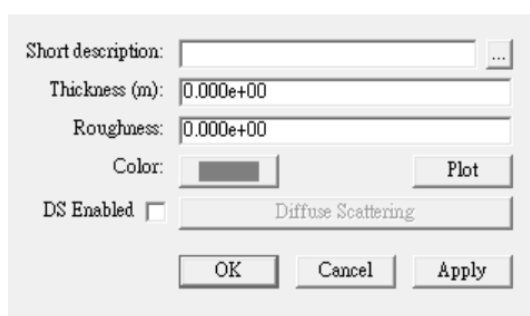 Short description: ...
Thickness (m): 0.000e+00
Roughness: 0.000e+00
Color: Plot
DS Enabled Diffuse Scattering
OK Cancel Apply